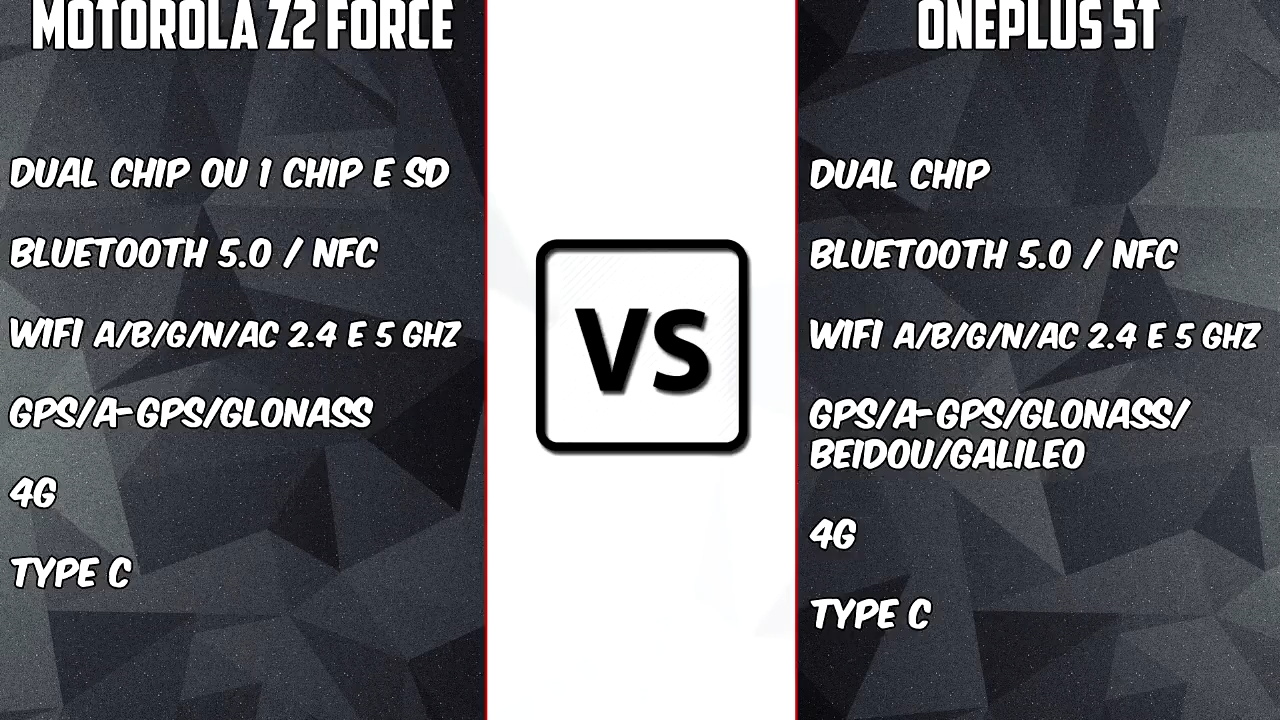 MOTOROLA Z2 FORCE
DUAL CHIP OU 1 CHIP E SD
BLUETOOTH 5.0 / NFC
WIFI A/B/G/N/AC 2.4 E 5 GHZ
GPS/A-GPS/GLONASS
4G
TYPE C
VS
ONEPLUS 5T
DUAL CHIP
BLUETOOTH 5.0 / NFC
WIFI A/B/G/N/AC 2.4 E 5 GHZ
GPS/A-GPS/GLONASS/
BEIDOU/GALILEO
4G
TYPE C